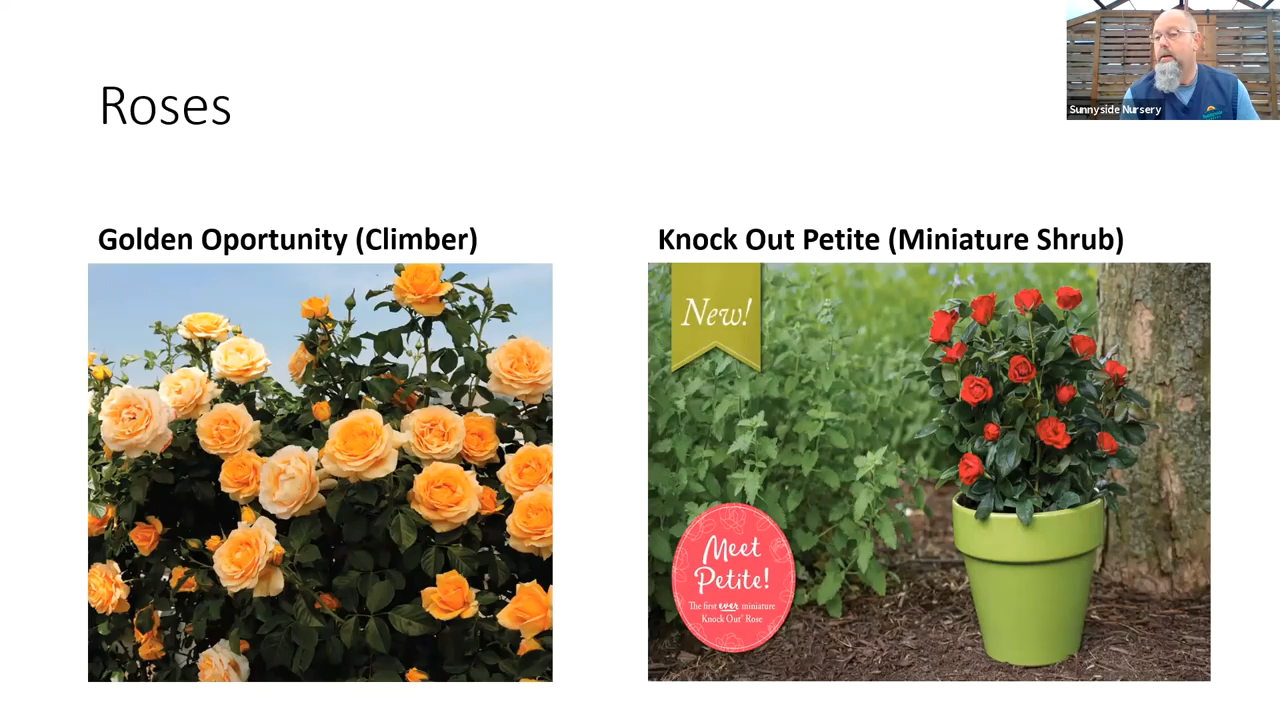 Roses
Sunnyside Nursery
Golden Oportunity (Climber)
Knock Out Petite (Miniature Shrub)
New!
Meet
Petite!
The first ever miniature
Knock Out® Rose